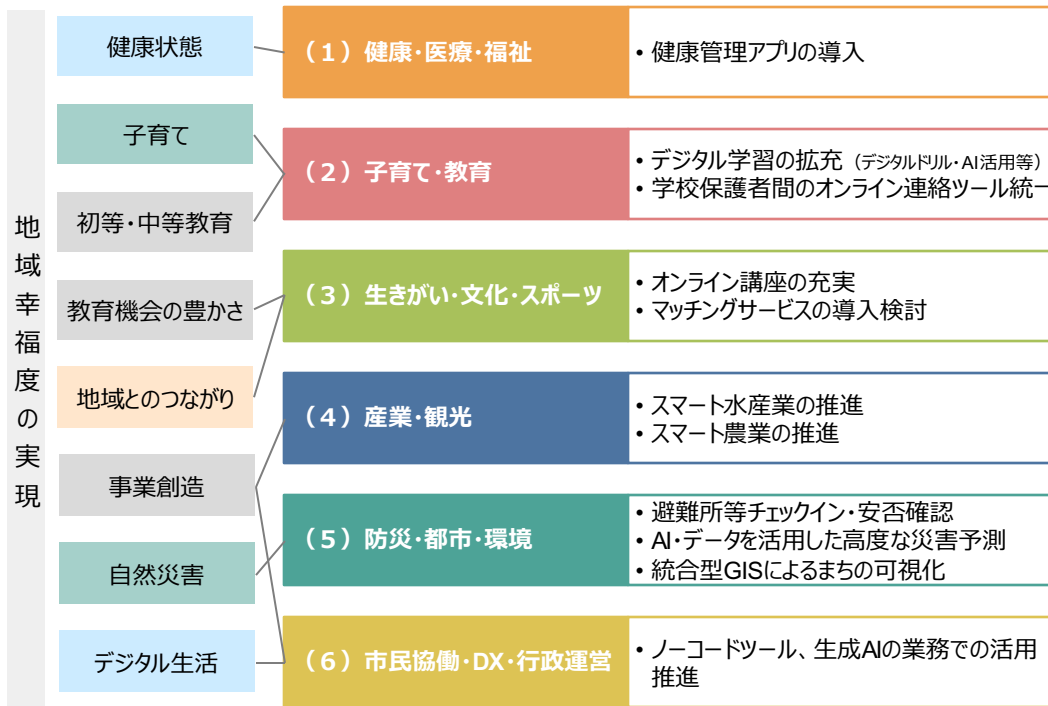 地域幸福度の実現
健康状態
子育て
初等・中等教育
教育機会の豊かさ
地域とのつながり
事業創造
自然災害
デジタル生活
（１）健康・医療・福祉
・健康管理アプリの導入
（２）子育て・教育
・デジタル学習の拡充（デジタルドリル・AI活用等）
・学校保護者間のオンライン連絡ツール統一
（３）生きがい・文化・スポーツ
・オンライン講座の充実
・マッチングサービスの導入検討
（４）産業・観光
・スマート水産業の推進
・スマート農業の推進
（５）防災・都市・環境
・避難所等チェックイン・安否確認
・AI・データを活用した高度な災害予測
・統合型GISによるまちの可視化
（６）市民協働・DX・行政運営
・ノーコードツール、生成AIの業務での活用
推進